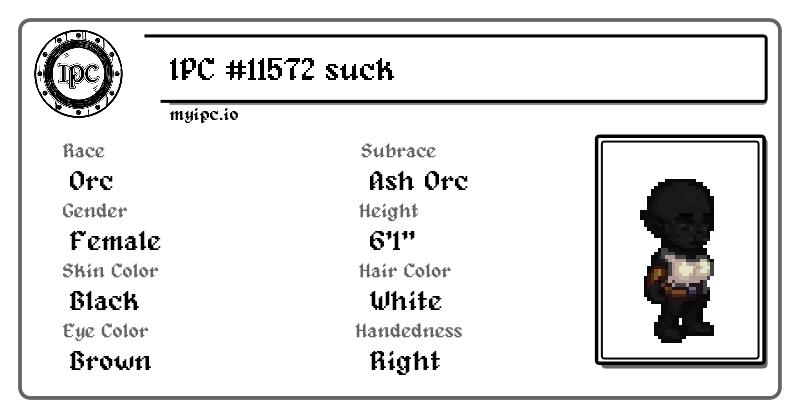 IPC
IPC #11572 suck
myipc.io
Race
Orc
Subrace
Ash Orc
Gender
Female
Height
6'1"
Skin Color
Black
Hair Color
White
Eye Color
Brown
Handedness
Right